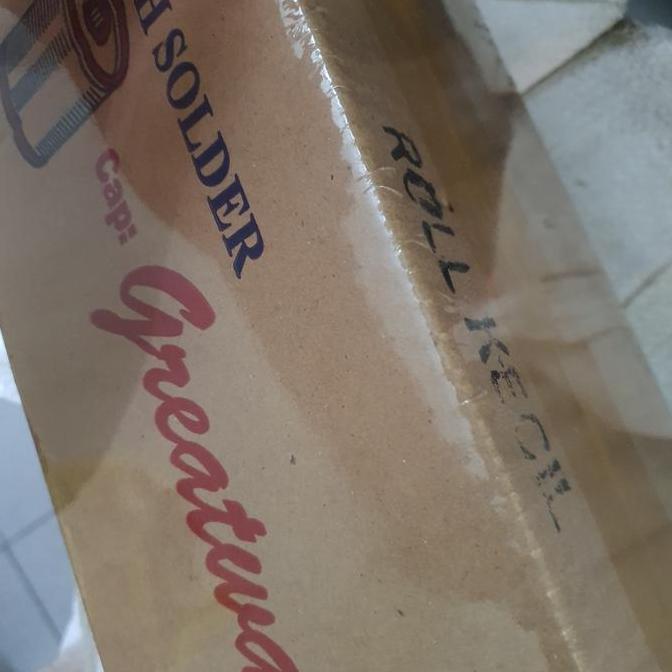 H SOLDER
Cap:
Greatwa
ROLL KECIL